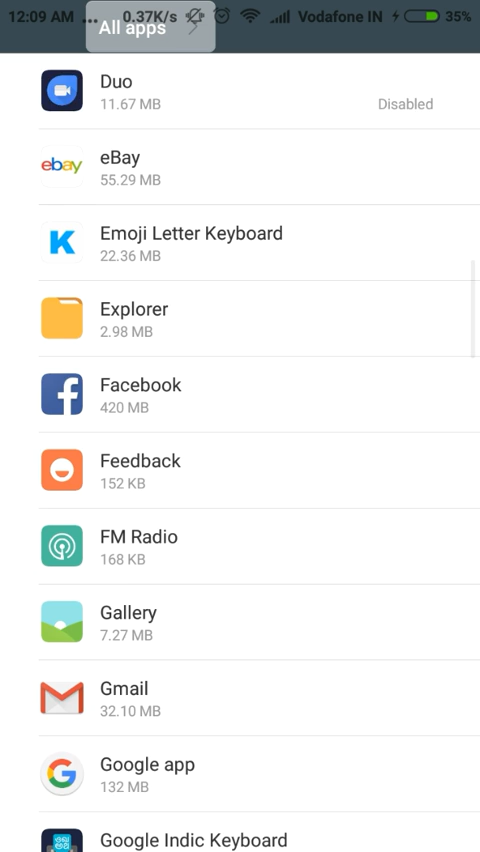 12:09 AM ... 0.37K/s Vodafone IN 35%
All apps
Duo
11.67 MB
Disabled
ebay
eBay
55.29 MB
K
Emoji Letter Keyboard
22.36 MB
Explorer
2.98 MB
f
Facebook
420 MB
Feedback
152 KB
FM Radio
168 KB
Gallery
7.27 MB
Gmail
32.10 MB
G
Google app
132 MB
Google Indic Keyboard